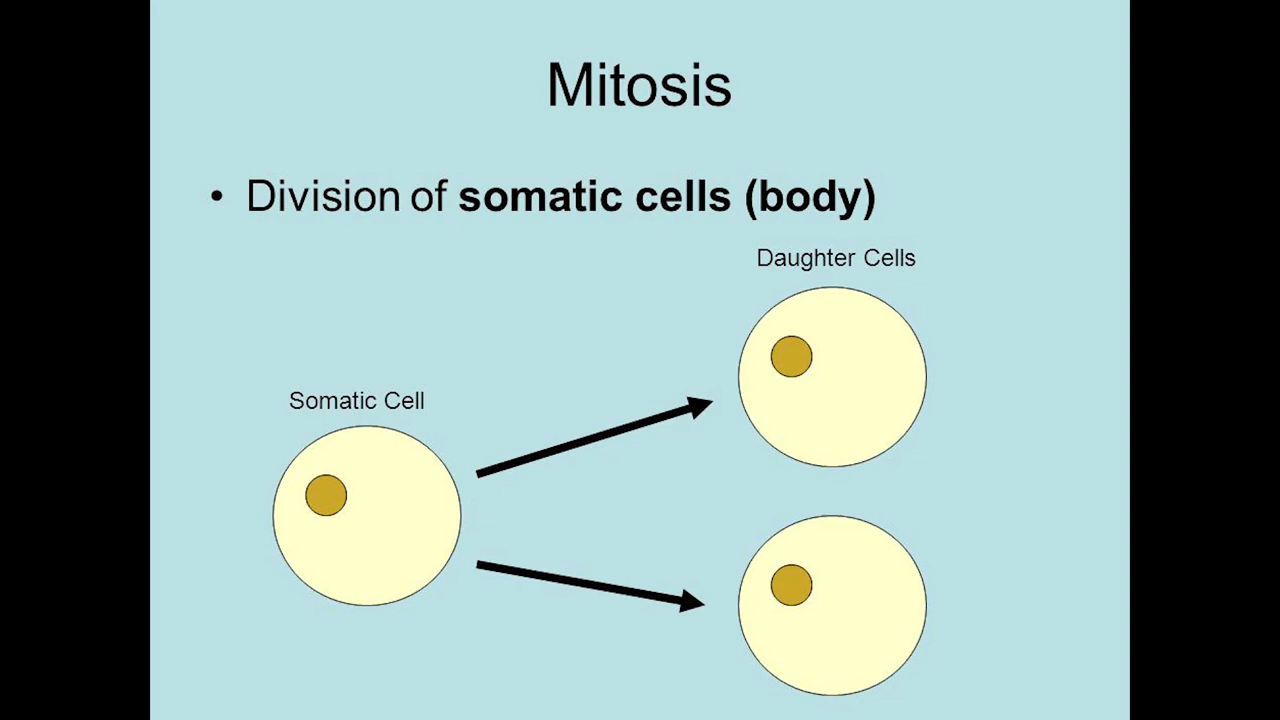 Mitosis
• Division of somatic cells (body)
Daughter Cells
Somatic Cell